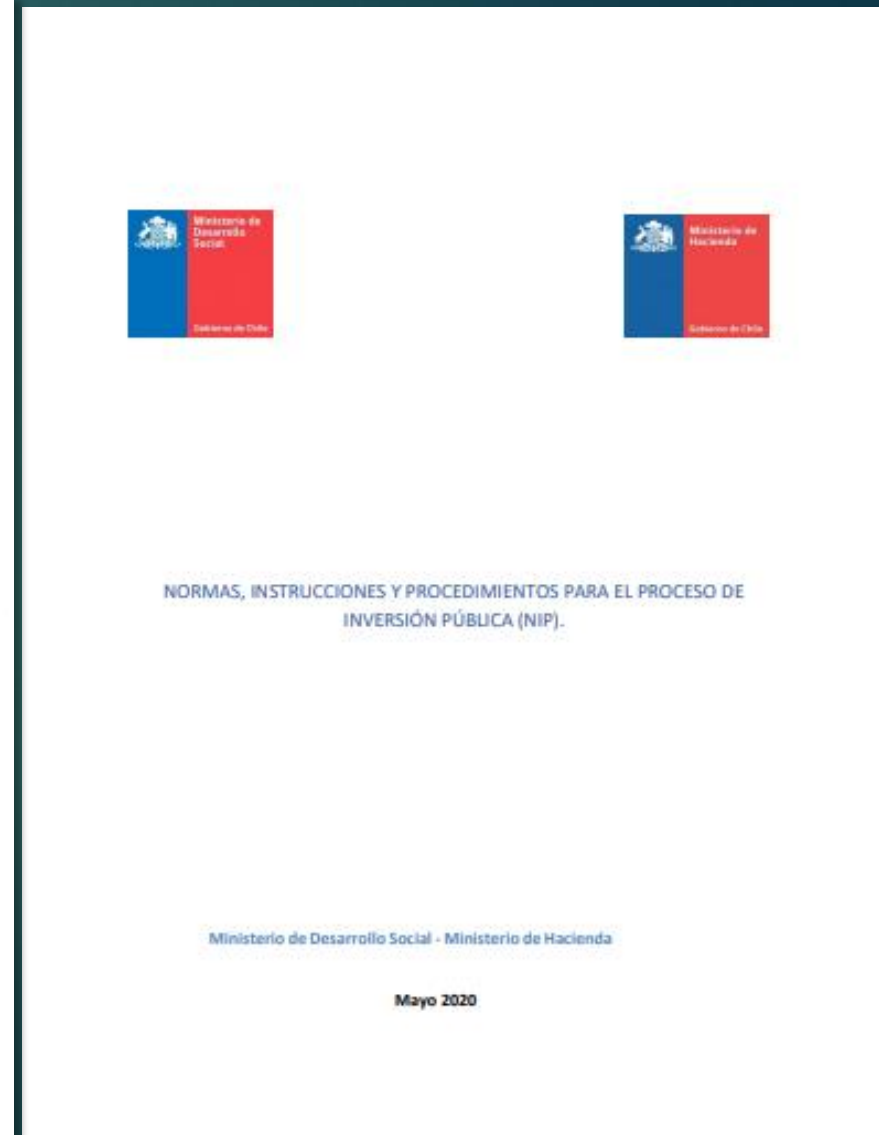 Ministerio de
Desarrollo
Social
Gobierno de Chile
Ministerio de
Hacienda
Gobierno de Chile
NORMAS, INSTRUCCIONES Y PROCEDIMIENTOS PARA EL PROCESO DE
INVERSIÓN PÚBLICA (NIP).
Ministerio de Desarrollo Social - Ministerio de Hacienda
Mayo 2020